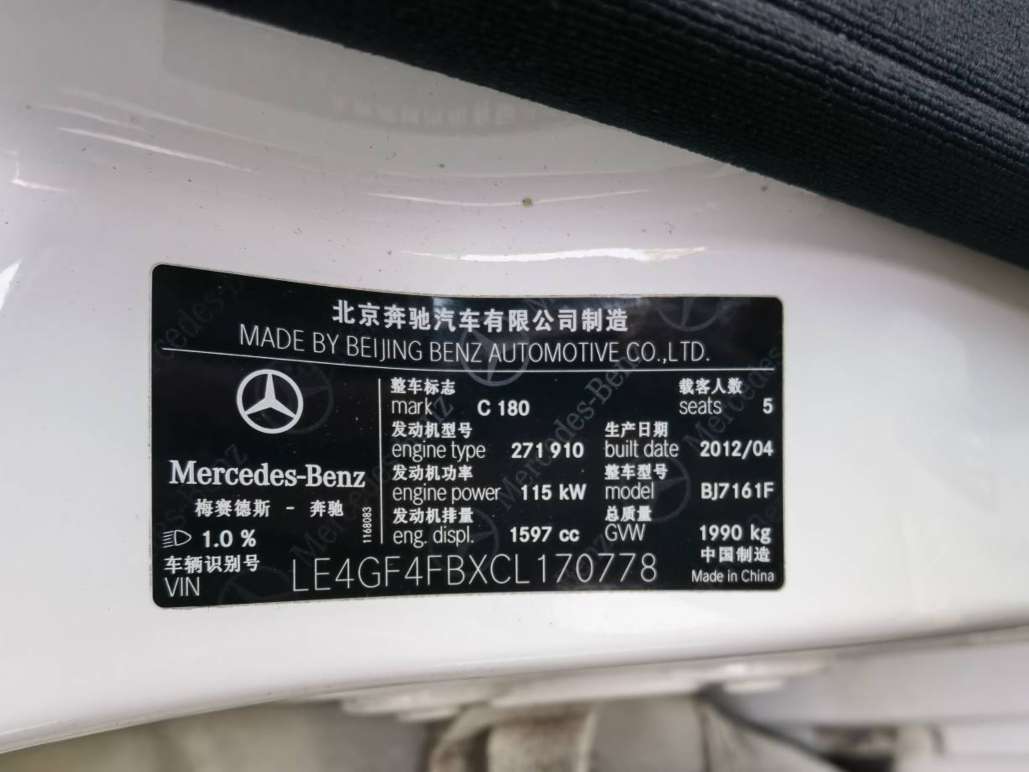 北京奔驰汽车有限公司制造
MADE BY BEIJING BENZ AUTOMOTIVE CO.,LTD.
Mercedes-Benz
梅赛德斯 - 奔驰
1.0 %
1168083
整车标志 载客人数
mark C 180 seats 5
发动机型号 生产日期
engine type 271 910 built date 2012/04
发动机功率 整车型号
engine power 115 kW model BJ7161F
发动机排量 总质量
eng. displ. 1597 cc GVW 1990 kg
车辆识别号 中国制造
VIN LE4GF4FBXCL170778 Made in China